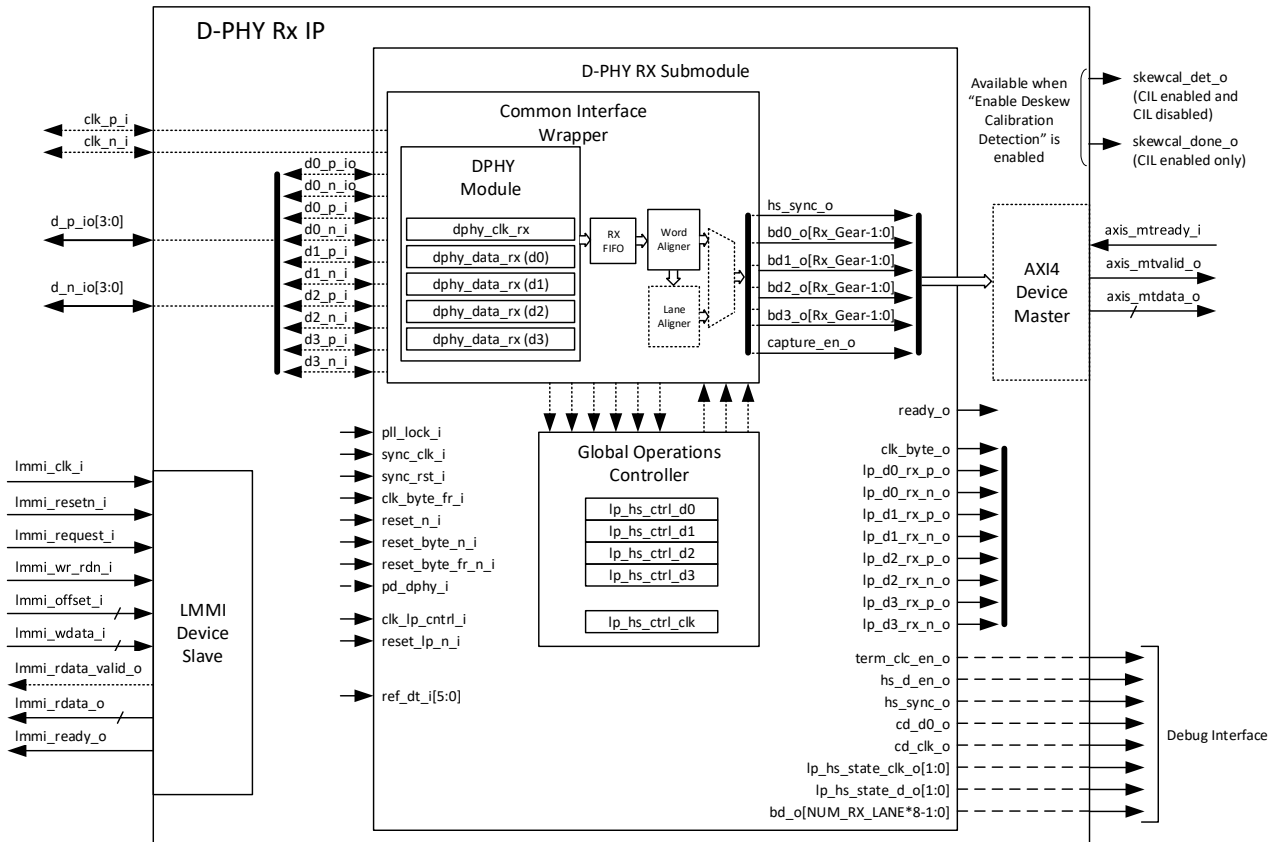 D-PHY Rx IP
D-PHY RX Submodule
Common Interface
Wrapper
DPHY
Module
dphy_clk_rx
dphy_data_rx (d0)
dphy_data_rx (d1)
dphy_data_rx (d2)
dphy_data_rx (d3)
RX
FIFO
Word
Aligner
Lane
Aligner
clk_p_i
clk_n_i
d_p_io[3:0]
d_n_io[3:0]
d0_p_io
d0_n_io
d0_p_i
d0_n_i
d1_p_i
d1_n_i
d2_p_i
d2_n_i
d3_p_i
d3_n_i
hs_sync_o
bd0_o[Rx_Gear-1:0]
bd1_o[Rx_Gear-1:0]
bd2_o[Rx_Gear-1:0]
bd3_o[Rx_Gear-1:0]
capture_en_o
Available when
“Enable Deskew
Calibration
Detection” is
enabled
skewcal_det_o
(CIL enabled and
CIL disabled)
skewcal_done_o
(CIL enabled only)
AXI4
Device
Master
axis_mtready_i
axis_mtvalid_o
axis_mtdata_o
Global Operations
Controller
lp_hs_ctrl_d0
lp_hs_ctrl_d1
lp_hs_ctrl_d2
lp_hs_ctrl_d3
lp_hs_ctrl_clk
pll_lock_i
sync_clk_i
sync_rst_i
clk_byte_fr_i
reset_n_i
reset_byte_n_i
reset_byte_fr_n_i
pd_dphy_i
clk_lp_cntrl_i
reset_lp_n_i
ref_dt_i[5:0]
lmmi_clk_i
lmmi_resetn_i
lmmi_request_i
lmmi_wr_rdn_i
lmmi_offset_i
lmmi_wdata_i
lmmi_rdata_valid_o
lmmi_rdata_o
lmmi_ready_o
LMMI
Device
Slave
ready_o
clk_byte_o
lp_d0_rx_p_o
lp_d0_rx_n_o
lp_d1_rx_p_o
lp_d1_rx_n_o
lp_d2_rx_p_o
lp_d2_rx_n_o
lp_d3_rx_p_o
lp_d3_rx_n_o
term_clc_en_o
hs_d_en_o
hs_sync_o
cd_d0_o
cd_clk_o
lp_hs_state_clk_o[1:0]
lp_hs_state_d_o[1:0]
bd_o[NUM_RX_LANE*8-1:0]
Debug Interface